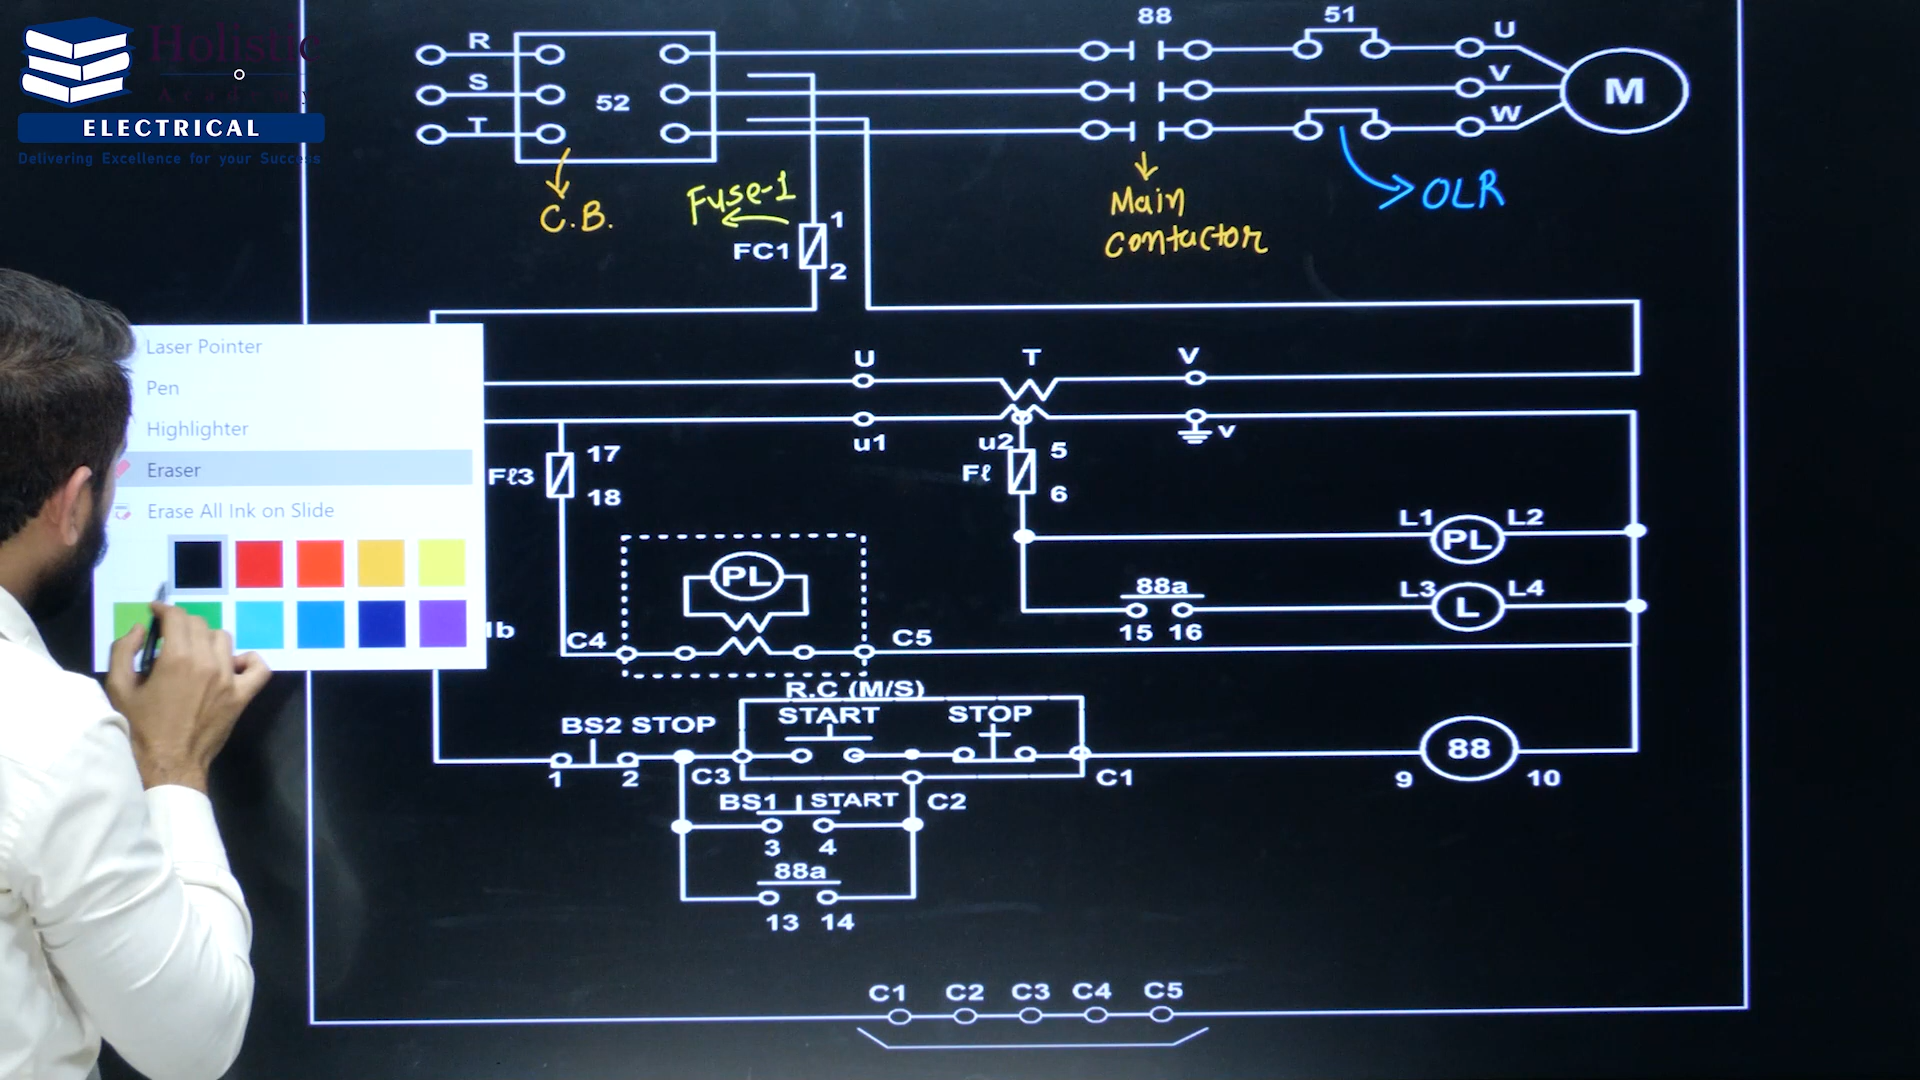 Holistic
Academy
ELECTRICAL
Delivering Excellence for your Success
R
S
T
52
88
51
U
V
W
M
C.B.
Fuse-1
FC1
1
2
Main
contactor
OLR
Laser Pointer
Pen
Highlighter
Eraser
Erase All Ink on Slide
U
T
V
u1
u2
v
Fℓ3
17
18
Fℓ
5
6
L1
PL
L2
88a
15 16
L3
L
L4
PL
1b
C4
C5
R.C (M/S)
START
STOP
BS2 STOP
1
2
C3
C1
88
9
10
BS1 START
C2
3 4
88a
13 14
C1 C2 C3 C4 C5